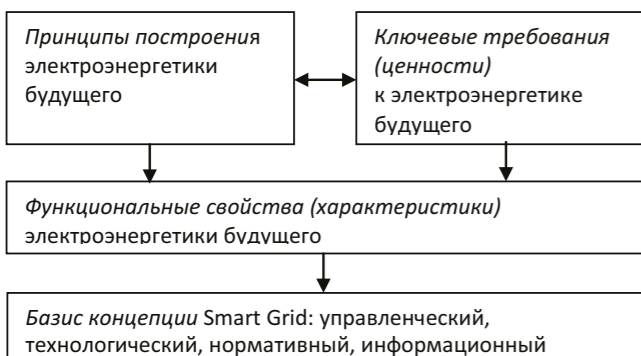 Принципы построения
электроэнергетики
будущего
Ключевые требования
(ценности)
к электроэнергетике
будущего
Функциональные свойства (характеристики)
электроэнергетики будущего
Базис концепции Smart Grid: управленческий,
технологический, нормативный, информационный